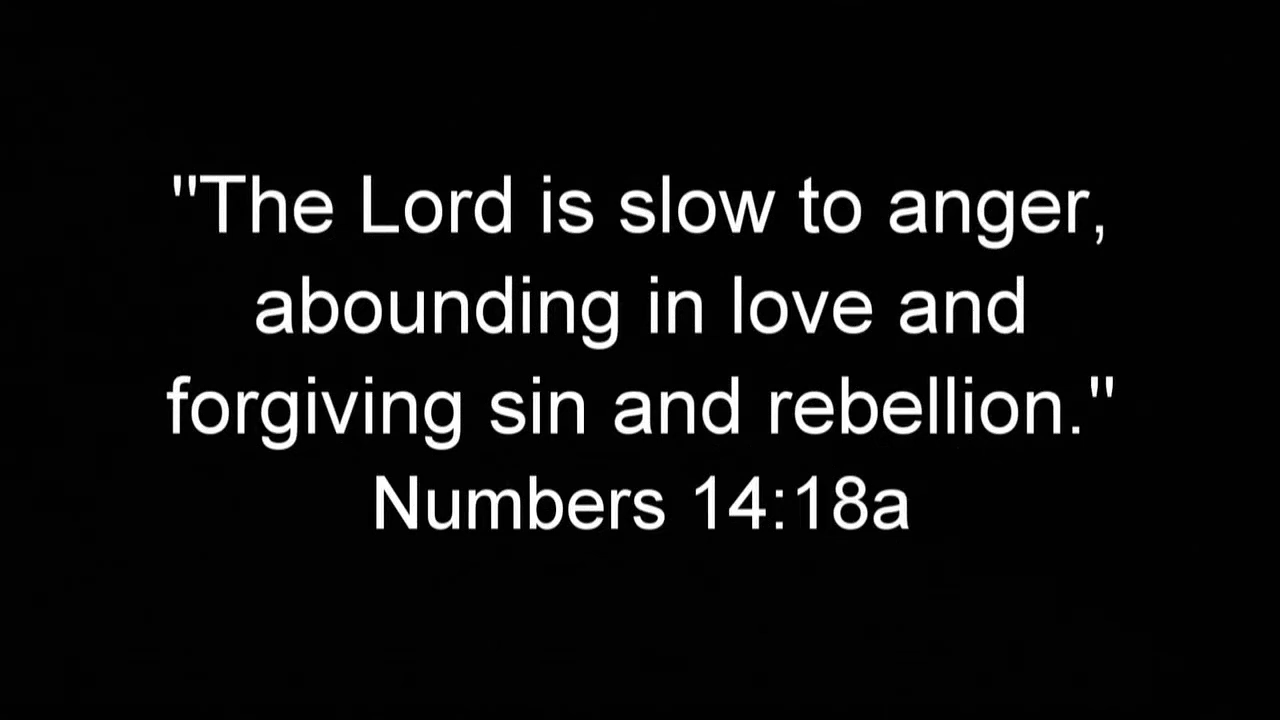 "The Lord is slow to anger,
abounding in love and
forgiving sin and rebellion."
Numbers 14:18a